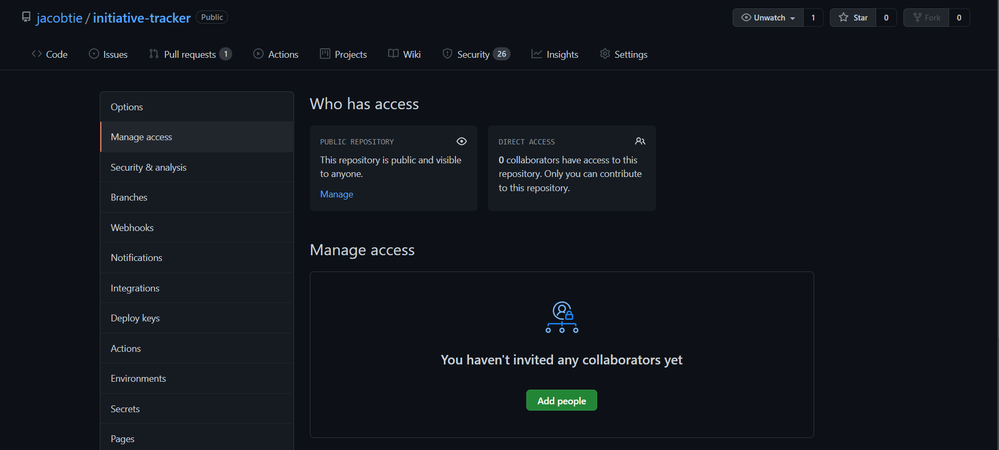 jacobtie / initiative-tracker Public
Unwatch 1 Star 0 Fork 0
Code Issues Pull requests 1 Actions Projects Wiki Security 26 Insights Settings
Options
Manage access
Security & analysis
Branches
Webhooks
Notifications
Integrations
Deploy keys
Actions
Environments
Secrets
Pages
Who has access
PUBLIC REPOSITORY
This repository is public and visible
to anyone.
Manage
DIRECT ACCESS
0 collaborators have access to this
repository. Only you can contribute
to this repository.
Manage access
You haven't invited any collaborators yet
Add people